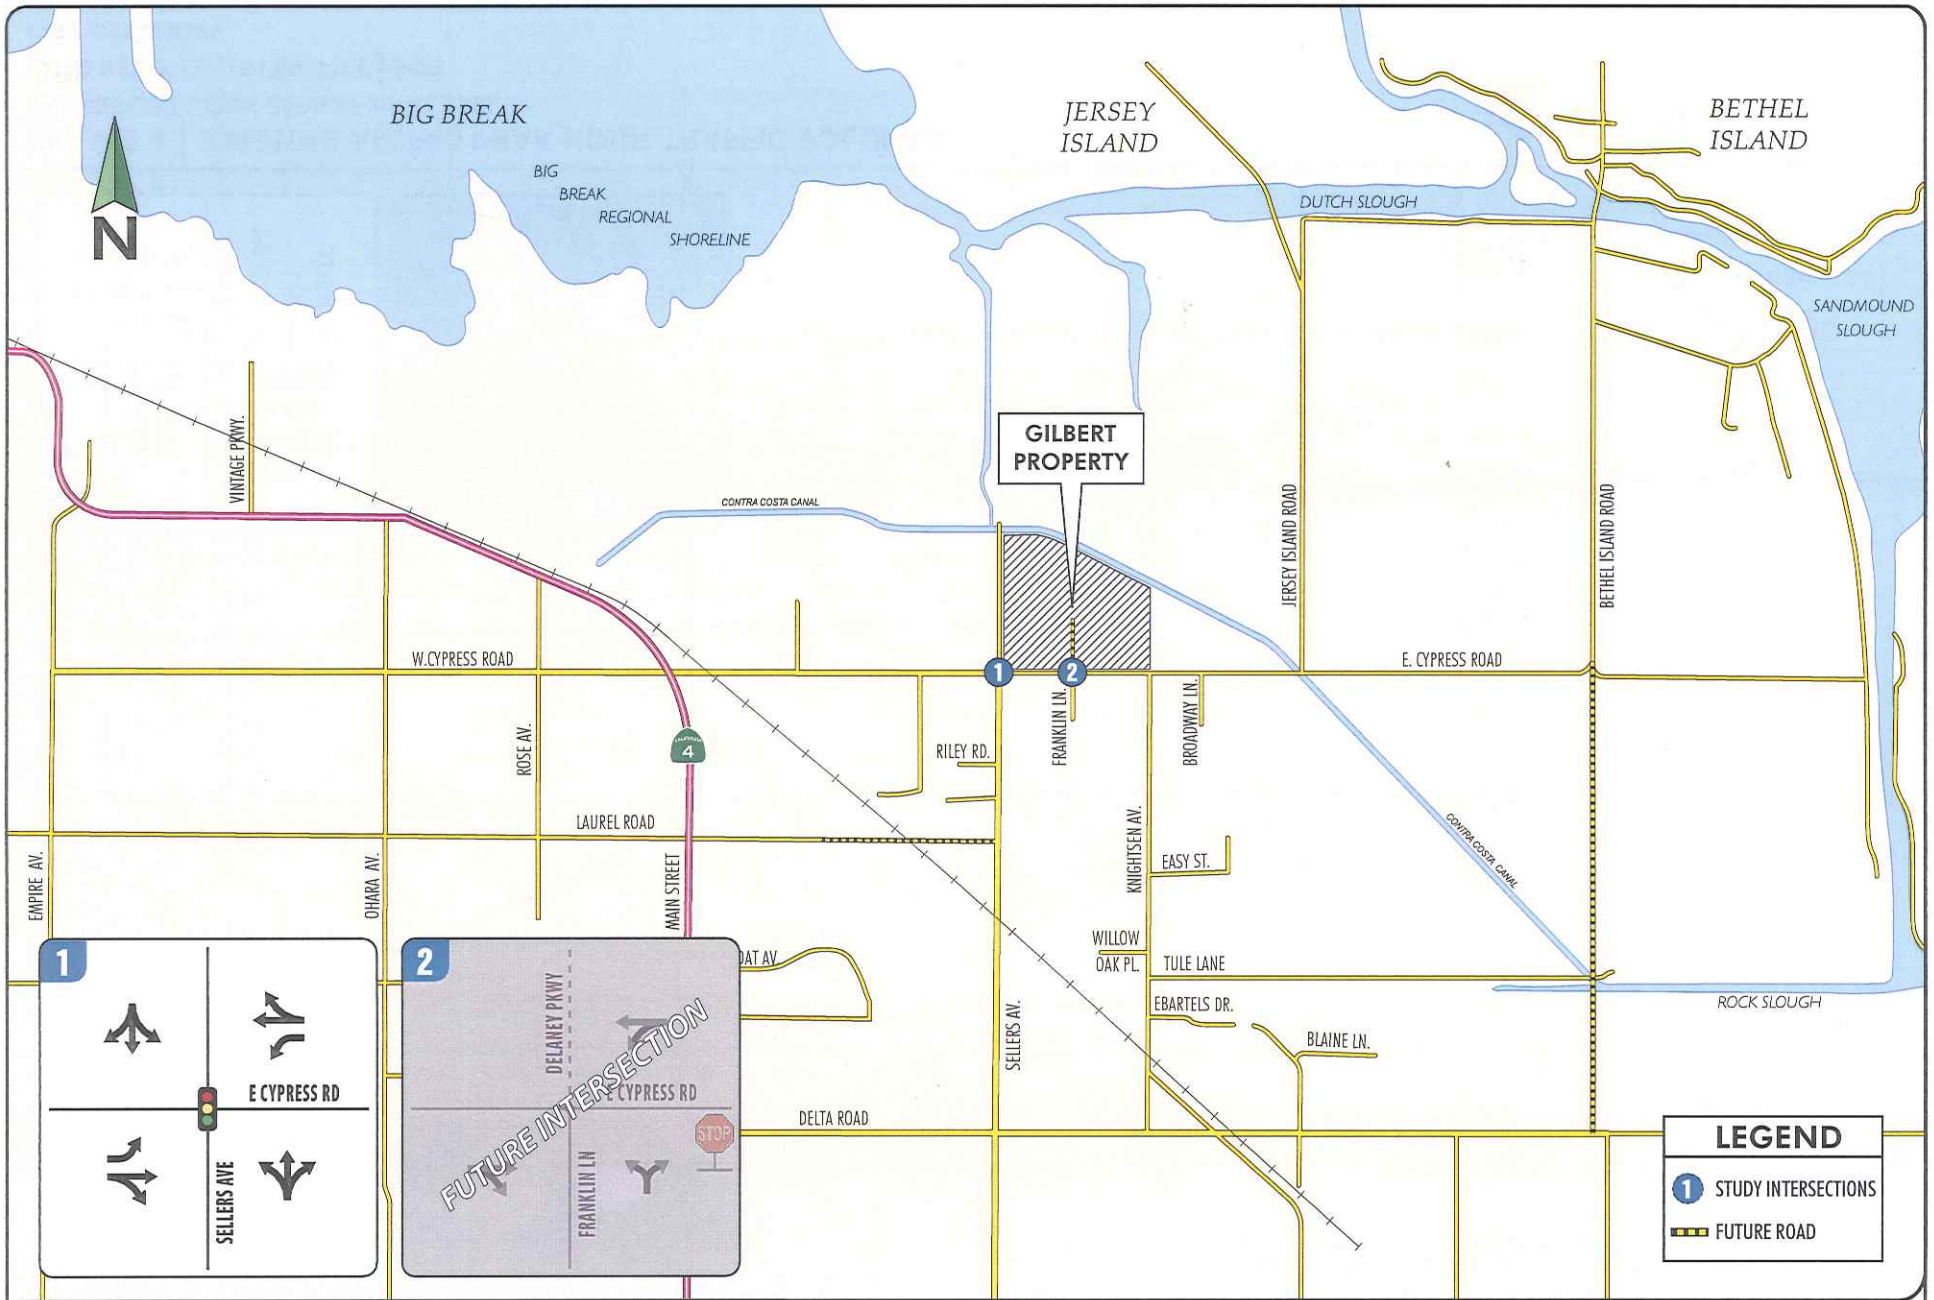 BIG BREAK
JERSEY
ISLAND
BETHEL
ISLAND
BIG
BREAK
REGIONAL
SHORELINE
DUTCH SLOUGH
N
SANDMOUND
SLOUGH
VINTAGE PKWY.
GILBERT
PROPERTY
CONTRA COSTA CANAL
JERSEY ISLAND ROAD
BETHEL ISLAND ROAD
W.CYPRESS ROAD
E. CYPRESS ROAD
1
2
ROSE AV.
CALIFORNIA
4
RILEY RD.
FRANKLIN LN.
BROADWAY LN.
LAUREL ROAD
EMPIRE AV.
OHARA AV.
MAIN STREET
KNIGHTSEN AV.
EASY ST.
CONTRA COSTA CANAL
WILLOW
OAK PL.
TULE LANE
OAT AV
EBARTELS DR.
ROCK SLOUGH
SELLERS AV.
BLAINE LN.
DELTA ROAD
1
E CYPRESS RD
SELLERS AVE
2
DELANEY PKWY
E CYPRESS RD
FUTURE INTERSECTION
STOP
FRANKLIN LN
LEGEND
1 STUDY INTERSECTIONS
FUTURE ROAD